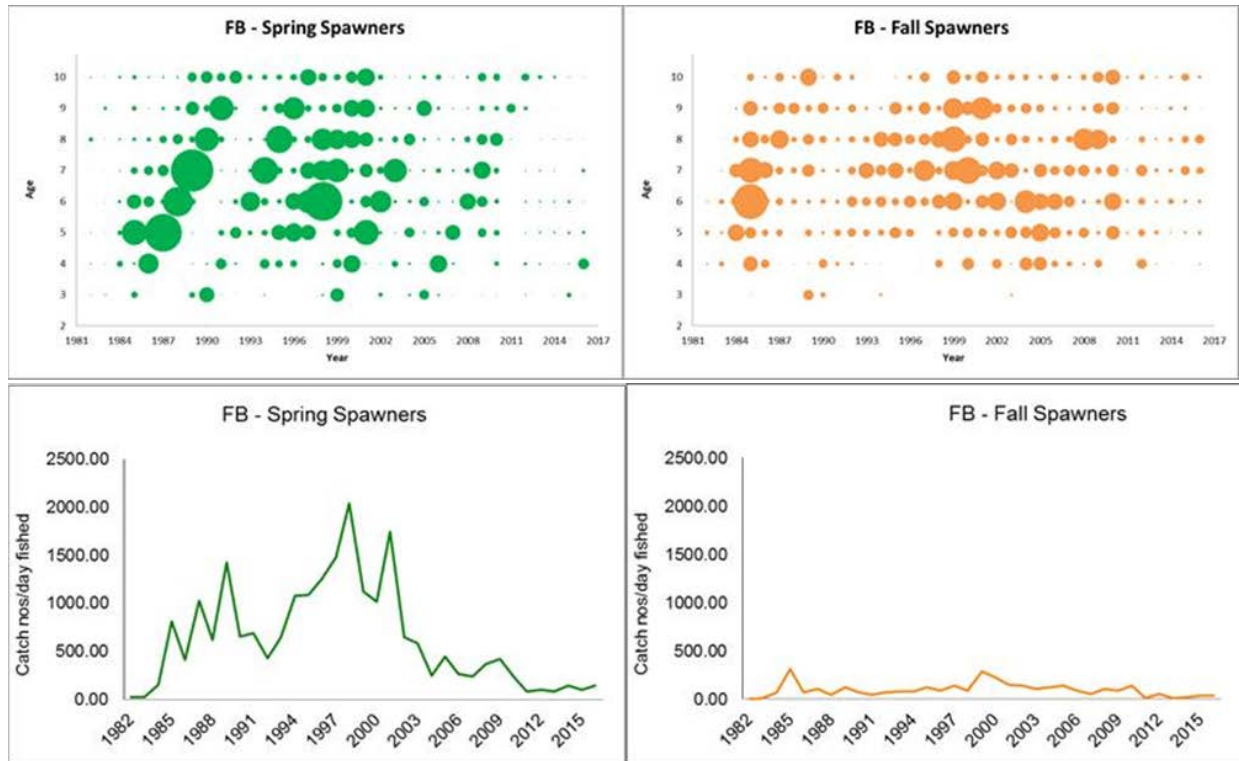 FB - Spring Spawners
10
9
8
7
6
5
4
3
2
Age
1981 1984 1987 1990 1993 1996 1999 2002 2005 2008 2011 2014 2017
Year
FB - Fall Spawners
10
9
8
7
6
5
4
3
2
Age
1981 1984 1987 1990 1993 1996 1999 2002 2005 2008 2011 2014 2017
Year
FB - Spring Spawners
2500.00
2000.00
1500.00
1000.00
500.00
0.00
Catch nos/day fished
1982 1985 1988 1991 1994 1997 2000 2003 2006 2009 2012 2015
FB - Fall Spawners
2500.00
2000.00
1500.00
1000.00
500.00
0.00
Catch nos/day fished
1982 1985 1988 1991 1994 1997 2000 2003 2006 2009 2012 2015